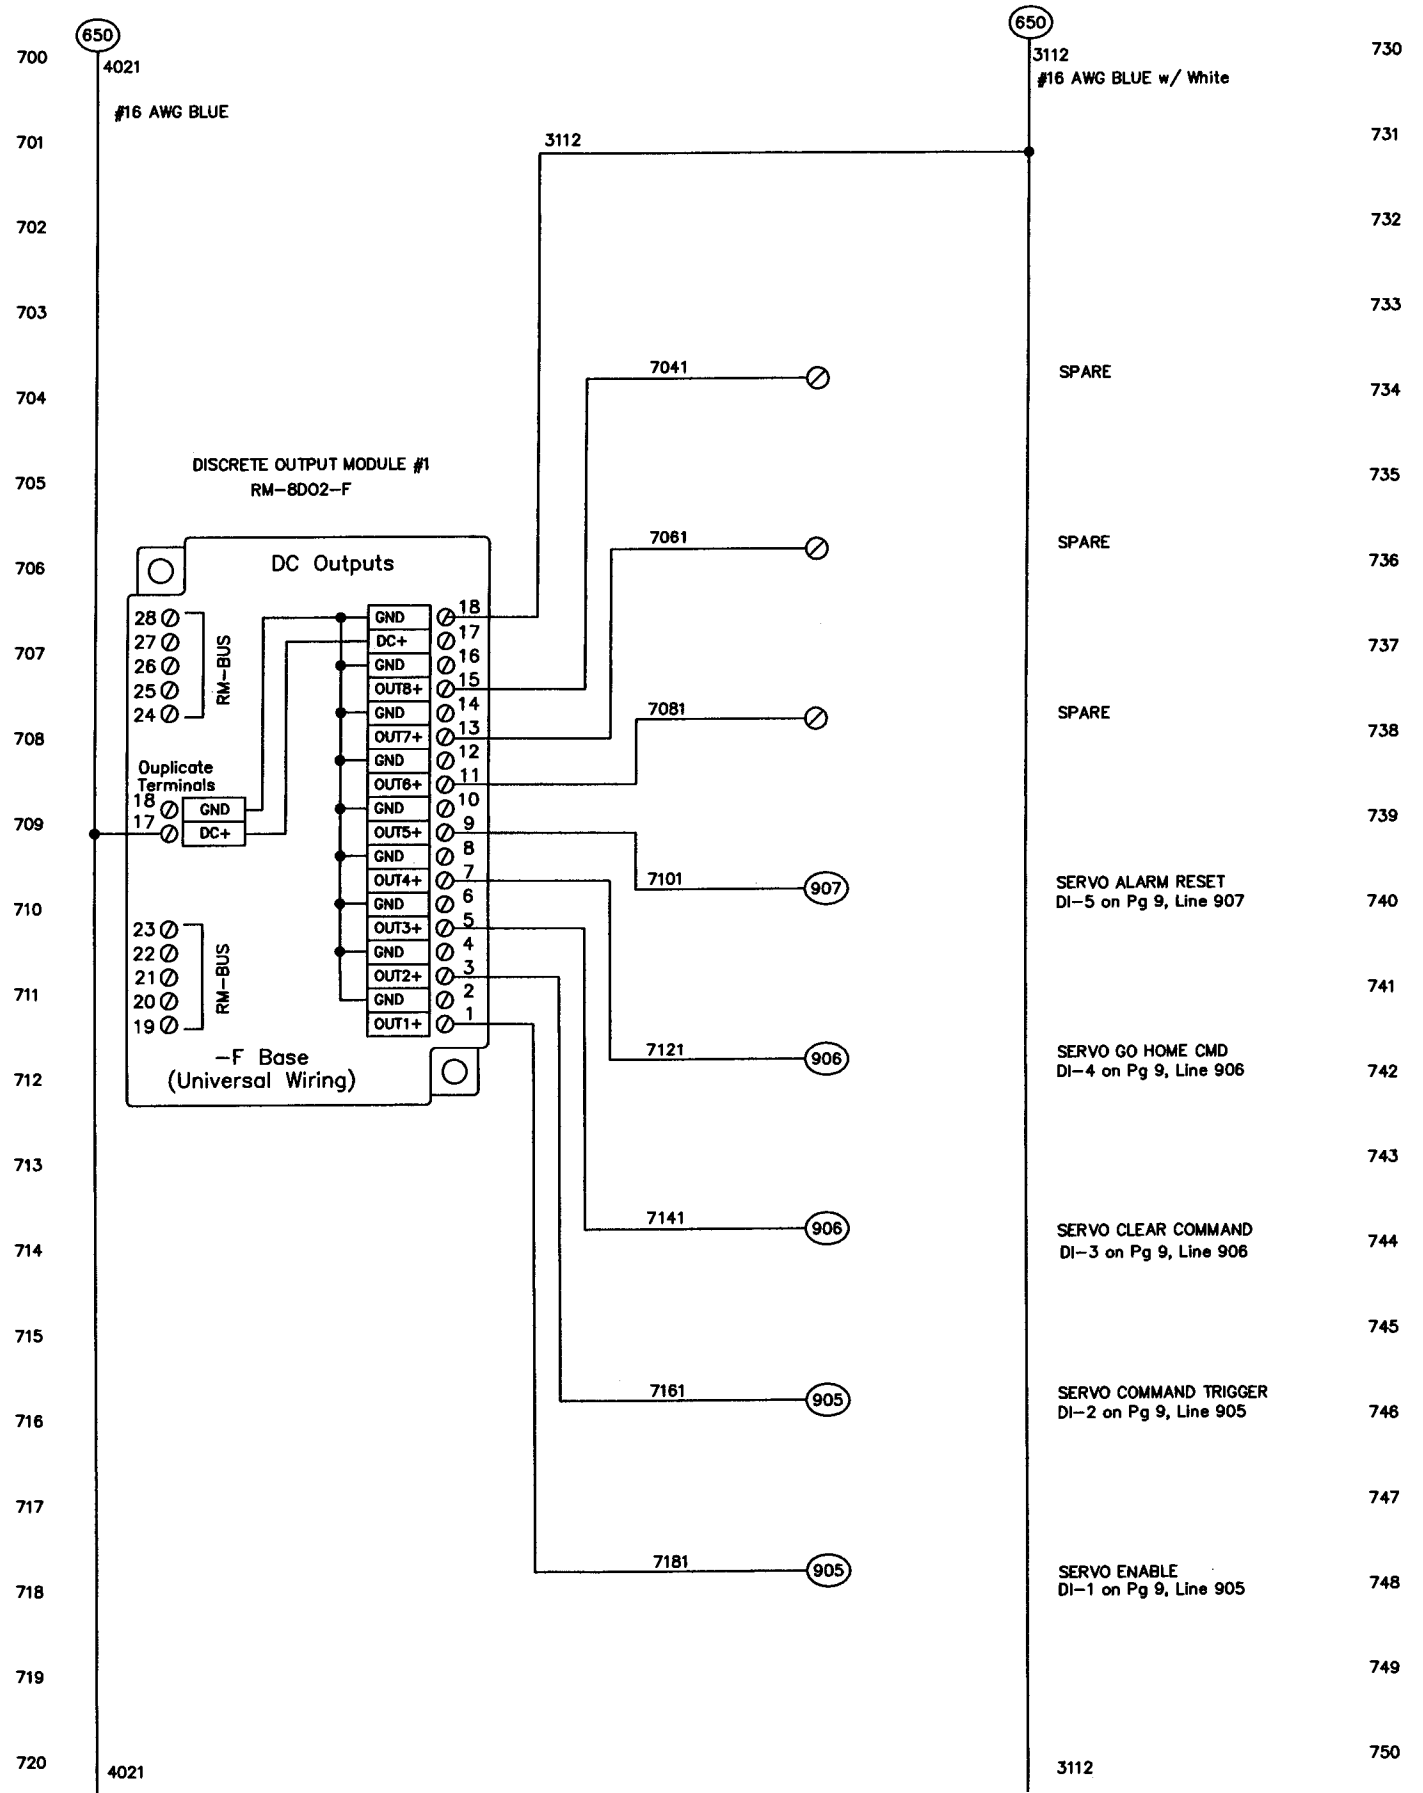 650
650
700
4021
3112
730
#16 AWG BLUE w/ White
#16 AWG BLUE
701
3112
731
702
732
703
733
7041
SPARE
704
734
DISCRETE OUTPUT MODULE #1
RM-8DO2-F
705
735
7061
SPARE
706
DC Outputs
736
28
27
26
25
24
RM-BUS
GND 18
DC+ 17
GND 16
OUT8+ 15
GND 14
OUT7+ 13
GND 12
OUT6+ 11
GND 10
OUT5+ 9
GND 8
OUT4+ 7
GND 6
OUT3+ 5
GND 4
OUT2+ 3
GND 2
OUT1+ 1
707
737
7081
SPARE
708
738
Ouplicate
Terminals
18 GND
17 DC+
709
739
7101
907
SERVO ALARM RESET
DI-5 on Pg 9, Line 907
710
740
23
22
21
20
19
RM-BUS
711
741
-F Base
(Universal Wiring)
7121
906
SERVO GO HOME CMD
DI-4 on Pg 9, Line 906
712
742
713
743
7141
906
SERVO CLEAR COMMAND
DI-3 on Pg 9, Line 906
714
744
715
745
7161
905
SERVO COMMAND TRIGGER
DI-2 on Pg 9, Line 905
716
746
717
747
7181
905
SERVO ENABLE
DI-1 on Pg 9, Line 905
718
748
719
749
720
4021
3112
750